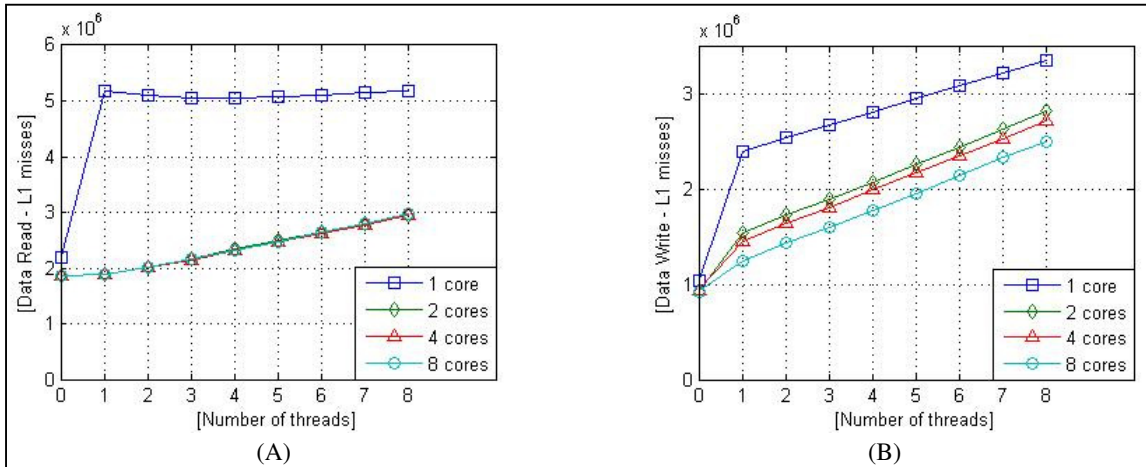 x 10^6
6
5
4
3
2
1
0
[Data Read - L1 misses]
0 1 2 3 4 5 6 7 8
[Number of threads]
1 core
2 cores
4 cores
8 cores
(A)
x 10^6
3
2
1
0
[Data Write - L1 misses]
0 1 2 3 4 5 6 7 8
[Number of threads]
1 core
2 cores
4 cores
8 cores
(B)